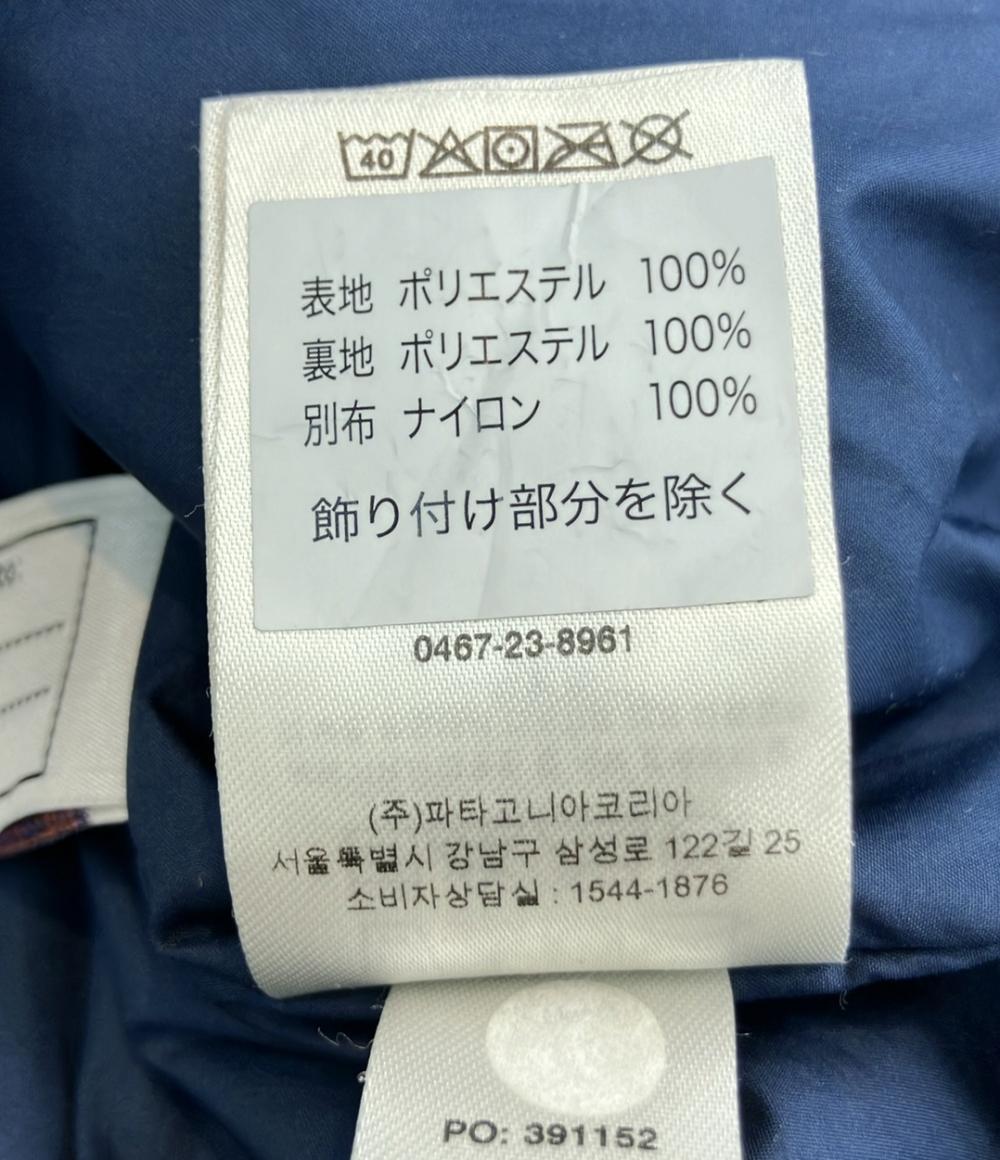 40
表地 ポリエステル 100%
裏地 ポリエステル 100%
別布 ナイロン 100%
飾り付け部分を除く
0467-23-8961
(주)파타고니아코리아
서울특별시 강남구 삼성로 122길 25
소비자상담실 : 1544-1876
PO: 391152